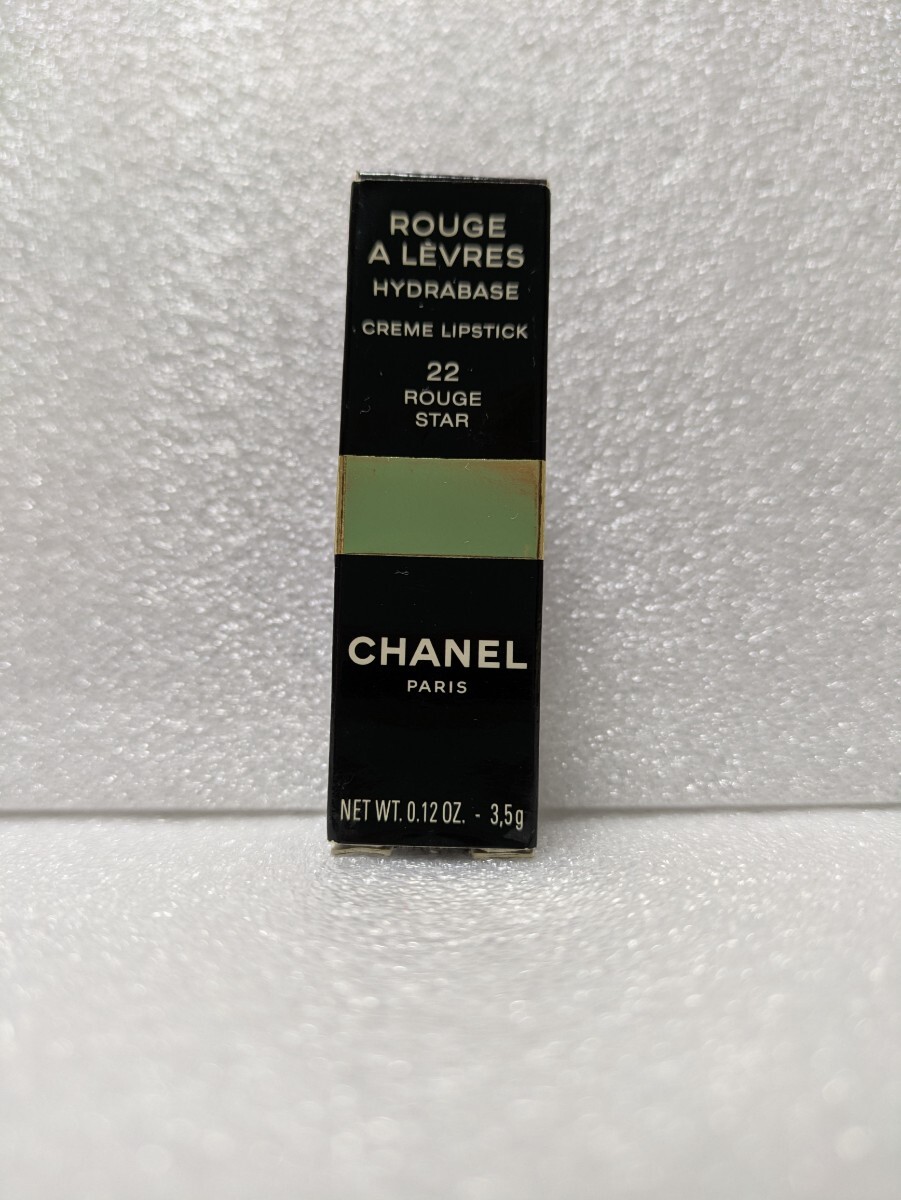 ROUGE
A LÈVRES
HYDRABASE
CREME LIPSTICK
22
ROUGE
STAR
CHANEL
PARIS
NET WT. 0.12 OZ. - 3,5g